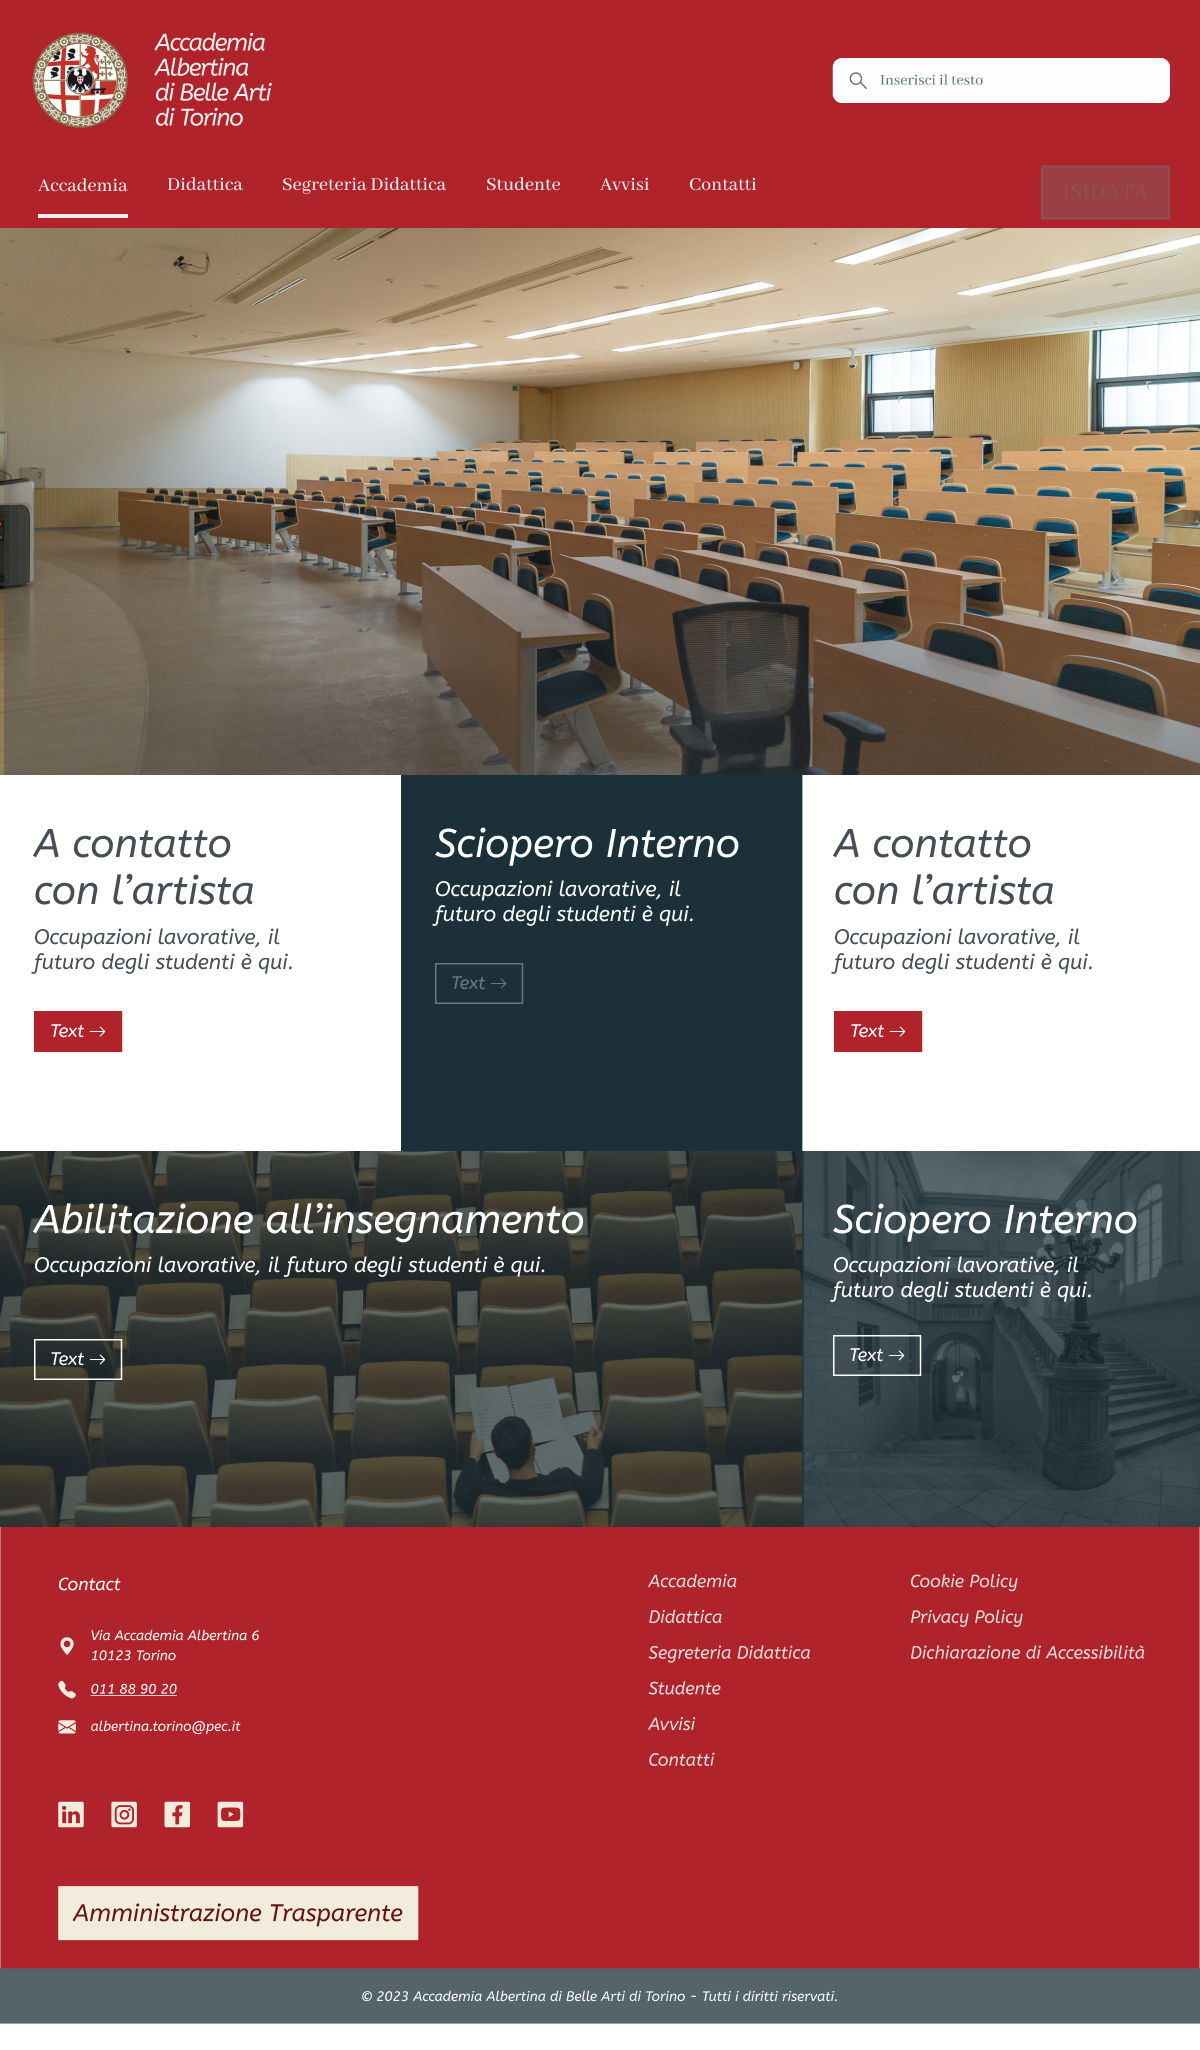 Accademia
Albertina
di Belle Arti
di Torino
Inserisci il testo
Accademia
Didattica
Segreteria Didattica
Studente
Avvisi
Contatti
ISIDATA
A contatto
con l’artista
Occupazioni lavorative, il
futuro degli studenti è qui.
Text →
Sciopero Interno
Occupazioni lavorative, il
futuro degli studenti è qui.
Text →
A contatto
con l’artista
Occupazioni lavorative, il
futuro degli studenti è qui.
Text →
Abilitazione all’insegnamento
Occupazioni lavorative, il futuro degli studenti è qui.
Text →
Sciopero Interno
Occupazioni lavorative, il
futuro degli studenti è qui.
Text →
Contact
Via Accademia Albertina 6
10123 Torino
011 88 90 20
albertina.torino@pec.it
Accademia
Didattica
Segreteria Didattica
Studente
Avvisi
Contatti
Cookie Policy
Privacy Policy
Dichiarazione di Accessibilità
Amministrazione Trasparente
© 2023 Accademia Albertina di Belle Arti di Torino - Tutti i diritti riservati.